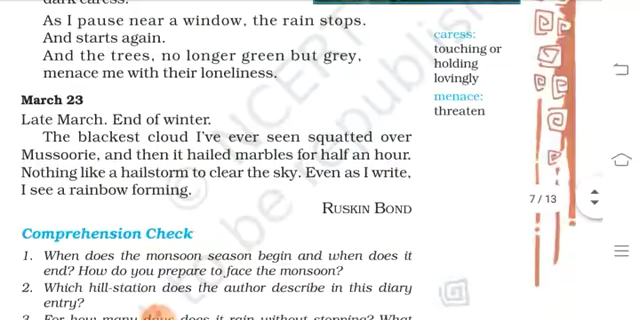 dark caress.
As I pause near a window, the rain stops.
And starts again.
And the trees, no longer green but grey,
menace me with their loneliness.
caress:
touching or
holding
lovingly
menace:
threaten
March 23
Late March. End of winter.
The blackest cloud I've ever seen squatted over
Mussoorie, and then it hailed marbles for half an hour.
Nothing like a hailstorm to clear the sky. Even as I write,
I see a rainbow forming.
RUSKIN BOND
7 / 13
Comprehension Check
1. When does the monsoon season begin and when does it
end? How do you prepare to face the monsoon?
2. Which hill-station does the author describe in this diary
entry?
3. For how many days does it rain without stopping? What
© NCERT
to be republished